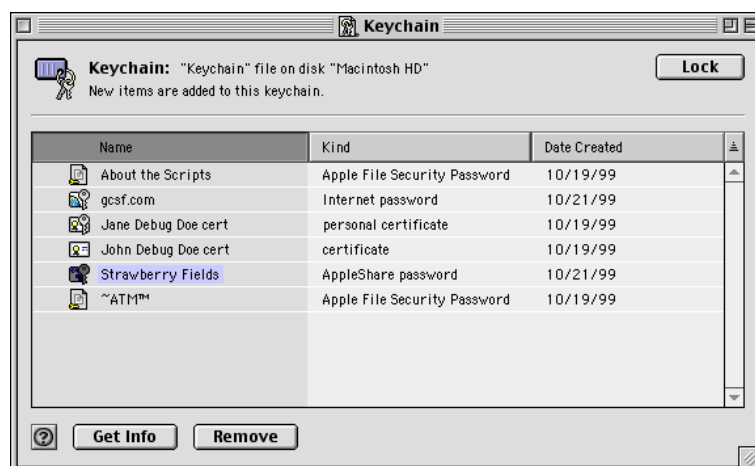 Keychain
Keychain: "Keychain" file on disk "Macintosh HD"
Lock
New items are added to this keychain.
Name Kind Date Created
About the Scripts Apple File Security Password 10/19/99
gcsf.com Internet password 10/21/99
Jane Debug Doe cert personal certificate 10/19/99
John Debug Doe cert certificate 10/19/99
Strawberry Fields AppleShare password 10/21/99
~ATM™ Apple File Security Password 10/19/99
? Get Info Remove